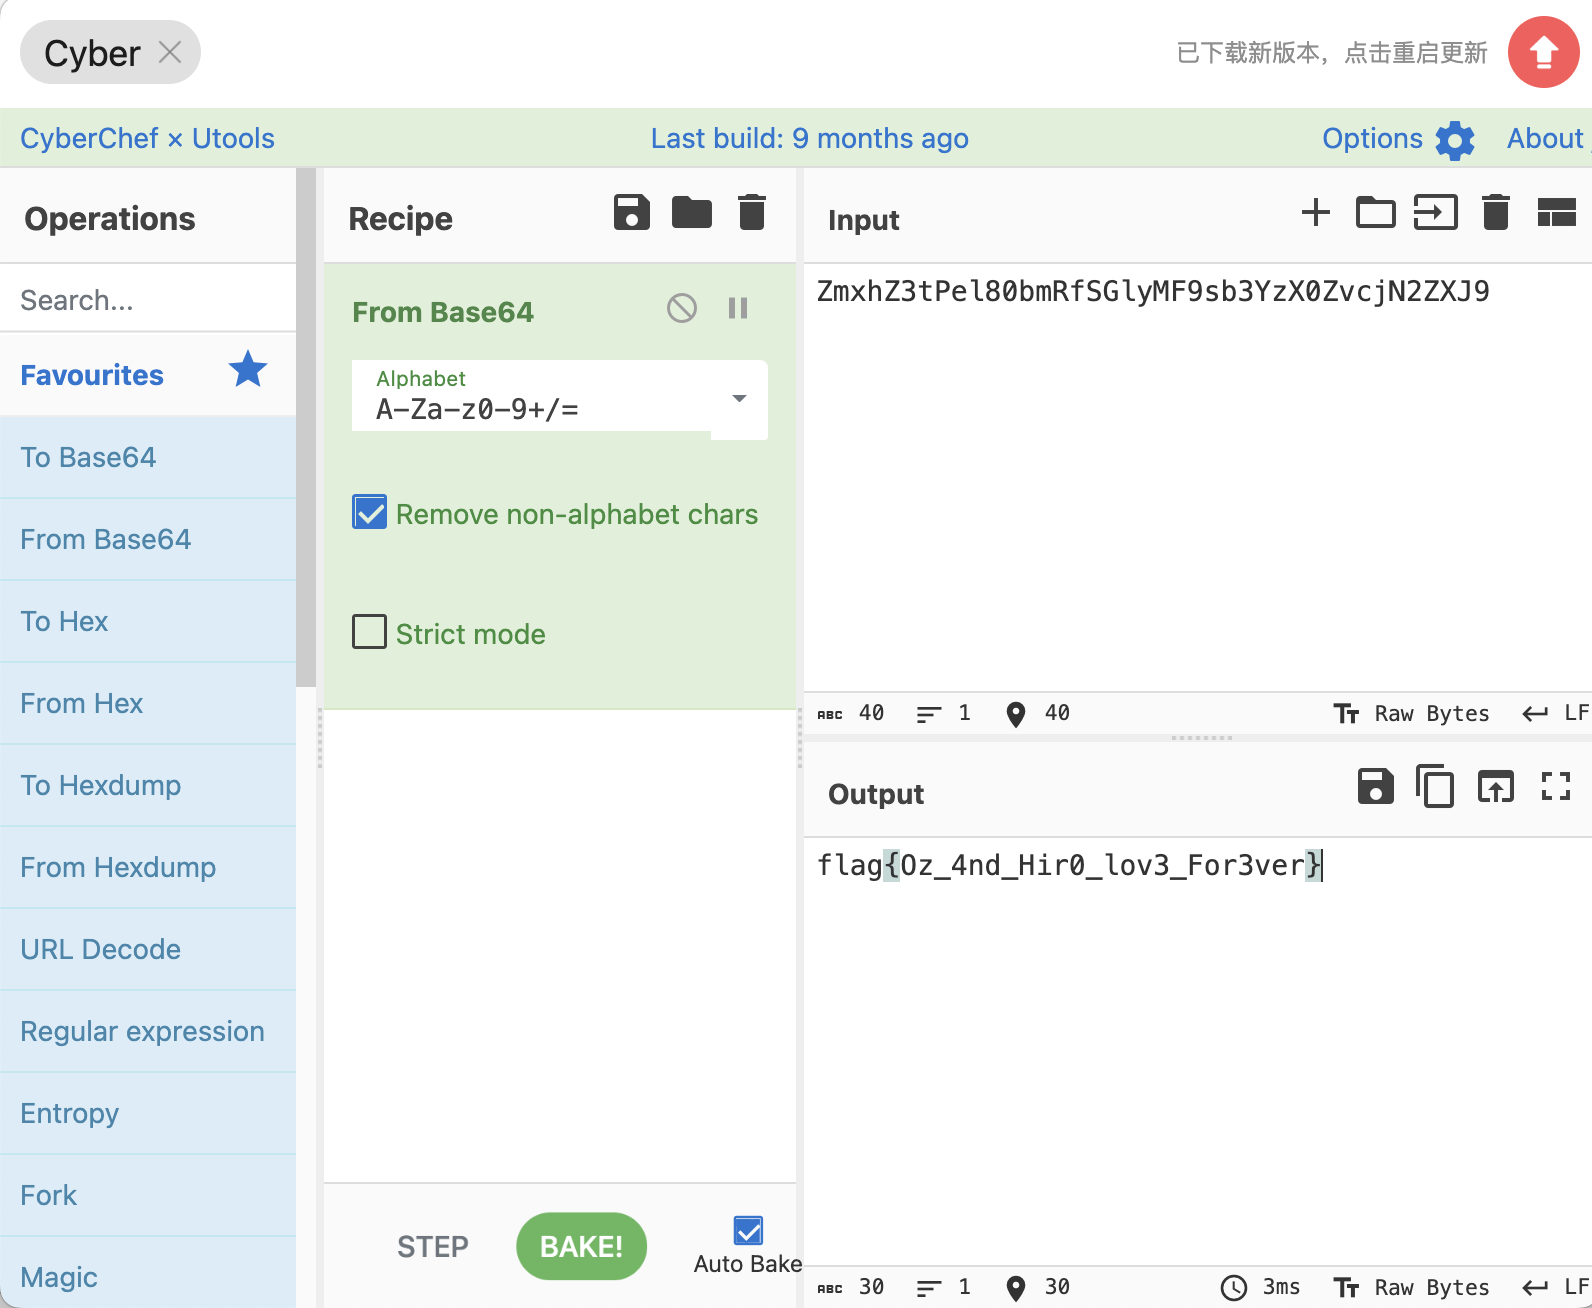 Cyber
已下载新版本，点击重启更新
CyberChef × Utools
Last build: 9 months ago
Options
About
Operations
Search...
Favourites
To Base64
From Base64
To Hex
From Hex
To Hexdump
From Hexdump
URL Decode
Regular expression
Entropy
Fork
Magic
Recipe
From Base64
Alphabet
A-Za-z0-9+/=
Remove non-alphabet chars
Strict mode
STEP
BAKE!
Auto Bake
Input
ZmxhZ3tPel80bmRfSGlyMF9sb3YzX0ZvcjN2ZXJ9
ABC 40 1 40 Tт Raw Bytes LF
Output
flag{Oz_4nd_Hir0_lov3_For3ver}
ABC 30 1 30 3ms Tт Raw Bytes LF